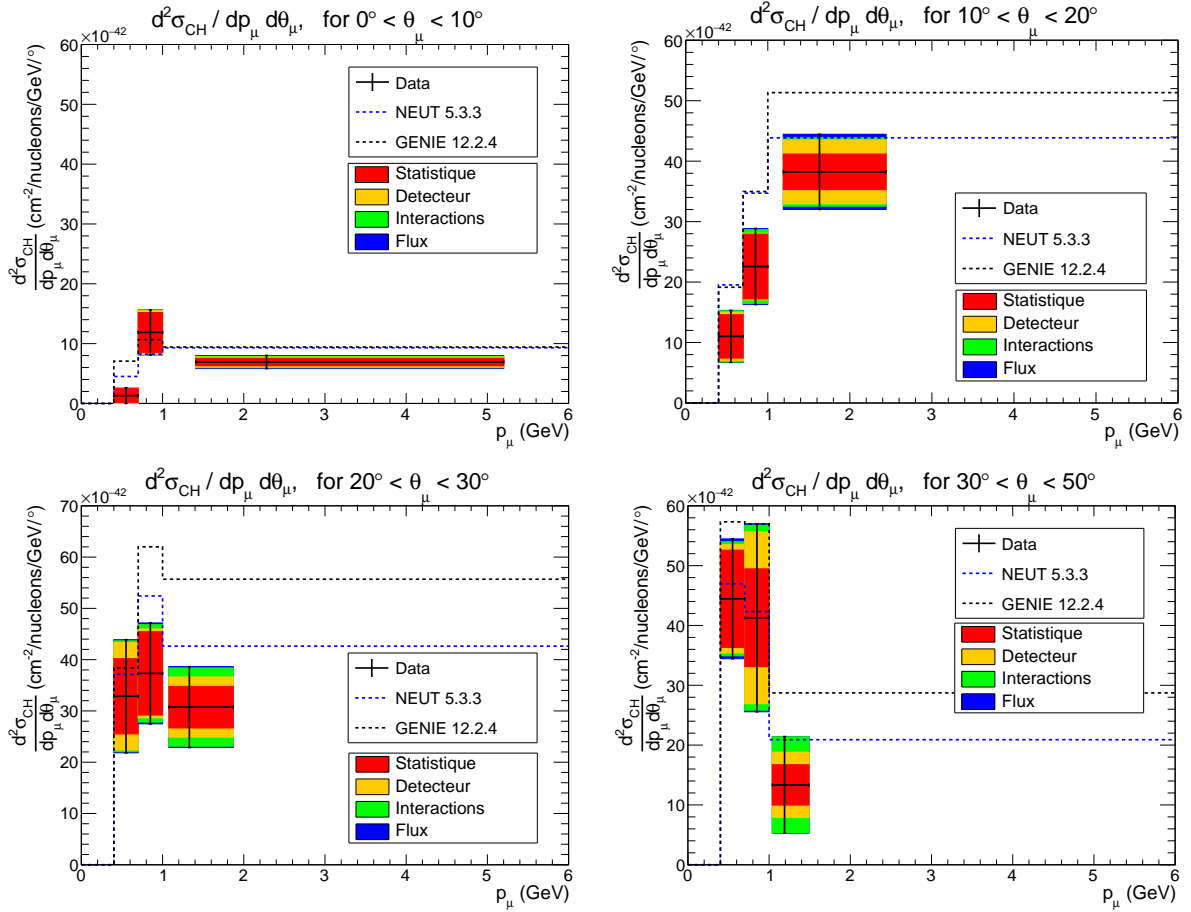 d²σ_CH / dp_μ dθ_μ, for 0° < θ_μ < 10°
×10⁻⁴²
d²σ_CH / dp_μ dθ_μ (cm⁻²/nucleons/GeV/°)
60
50
40
30
20
10
0
Data
NEUT 5.3.3
GENIE 12.2.4
Statistique
Detecteur
Interactions
Flux
0 1 2 3 4 5 6
p_μ (GeV)
d²σ_CH / dp_μ dθ_μ, for 10° < θ_μ < 20°
×10⁻⁴²
d²σ_CH / dp_μ dθ_μ (cm⁻²/nucleons/GeV/°)
60
50
40
30
20
10
0
Data
NEUT 5.3.3
GENIE 12.2.4
Statistique
Detecteur
Interactions
Flux
0 1 2 3 4 5 6
p_μ (GeV)
d²σ_CH / dp_μ dθ_μ, for 20° < θ_μ < 30°
×10⁻⁴²
d²σ_CH / dp_μ dθ_μ (cm⁻²/nucleons/GeV/°)
70
60
50
40
30
20
10
0
Data
NEUT 5.3.3
GENIE 12.2.4
Statistique
Detecteur
Interactions
Flux
0 1 2 3 4 5 6
p_μ (GeV)
d²σ_CH / dp_μ dθ_μ, for 30° < θ_μ < 50°
×10⁻⁴²
d²σ_CH / dp_μ dθ_μ (cm⁻²/nucleons/GeV/°)
60
50
40
30
20
10
0
Data
NEUT 5.3.3
GENIE 12.2.4
Statistique
Detecteur
Interactions
Flux
0 1 2 3 4 5 6
p_μ (GeV)